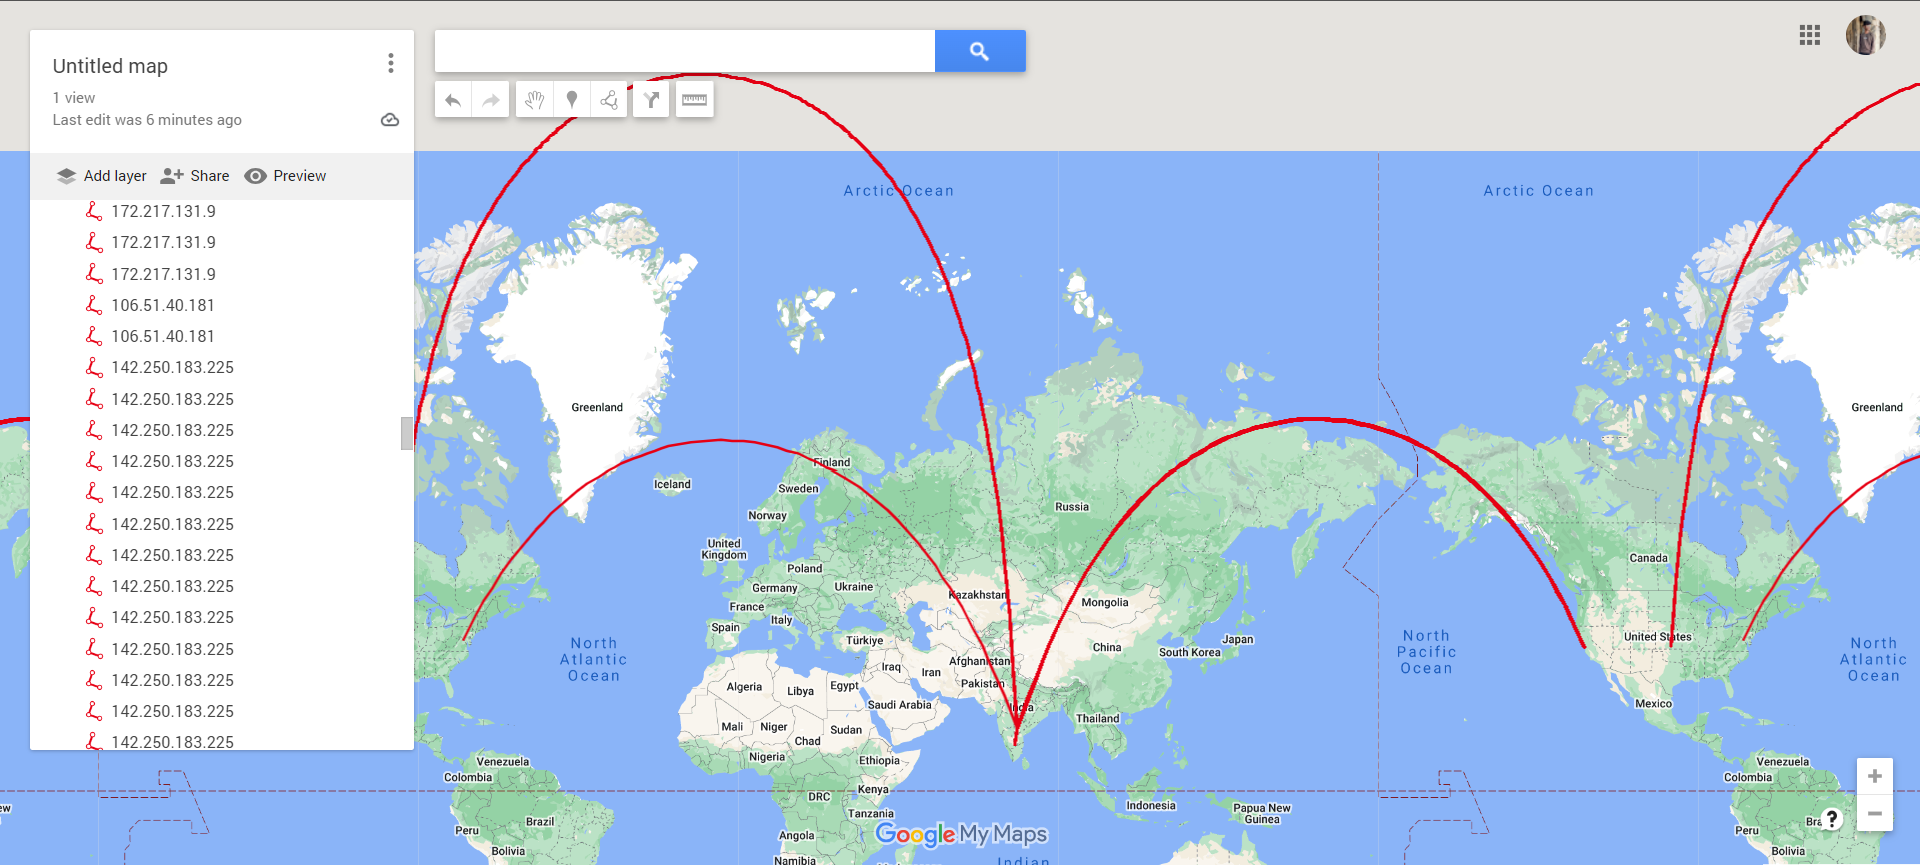 Untitled map
1 view
Last edit was 6 minutes ago
Add layer
Share
Preview
172.217.131.9
172.217.131.9
172.217.131.9
106.51.40.181
106.51.40.181
142.250.183.225
142.250.183.225
142.250.183.225
142.250.183.225
142.250.183.225
142.250.183.225
142.250.183.225
142.250.183.225
142.250.183.225
142.250.183.225
142.250.183.225
142.250.183.225
142.250.183.225
Arctic Ocean
Arctic Ocean
Greenland
Greenland
Finland
Iceland
Sweden
Norway
Russia
United
Kingdom
Poland
Canada
Germany
Ukraine
Kazakhstan
Mongolia
France
Italy
Spain
Türkiye
Japan
United States
North
Atlantic
Ocean
North
Pacific
Ocean
North
Atlantic
Ocean
China
South Korea
Iraq
Iran
Afghanistan
Pakistan
Algeria
Libya
Egypt
Saudi Arabia
India
Mexico
Thailand
Mali
Niger
Chad
Sudan
Nigeria
Ethiopia
Venezuela
Venezuela
Colombia
Colombia
DRC
Kenya
Indonesia
Papua New
Guinea
Tanzania
Brazil
Peru
Peru
Bolivia
Bolivia
Angola
Namibia
Google My Maps
Indian
?